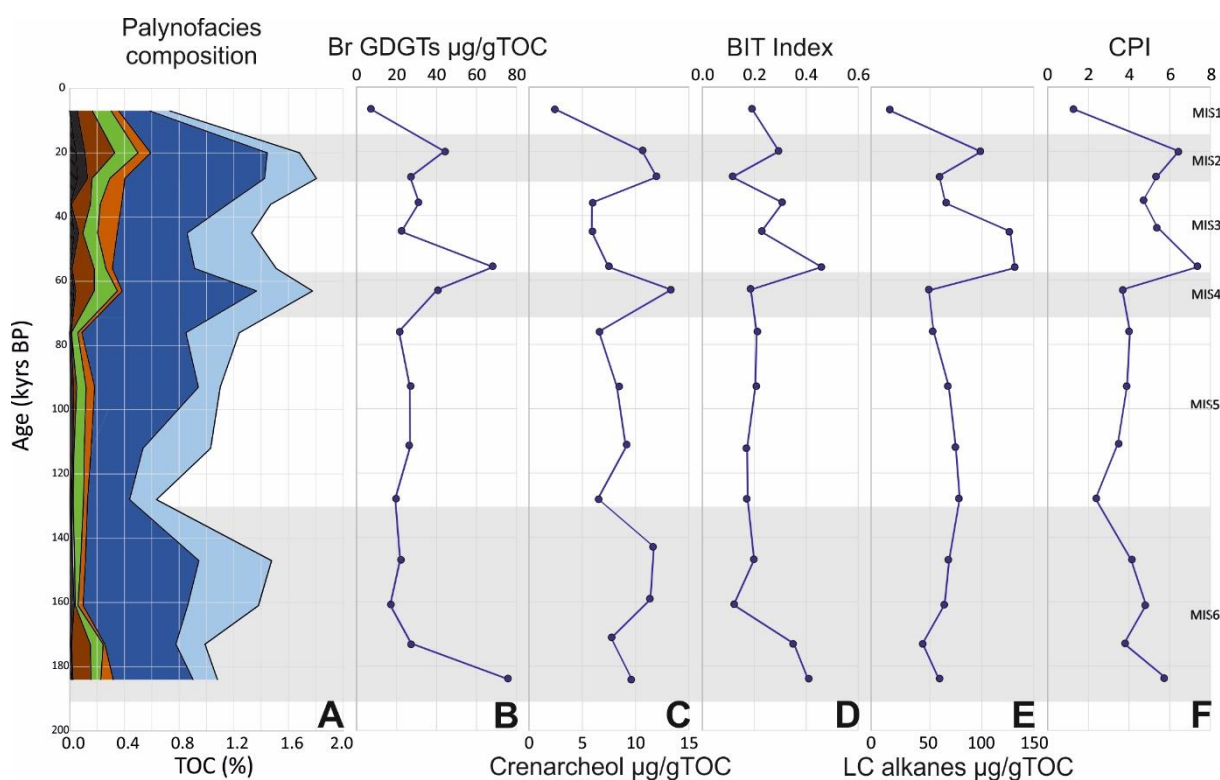 Palynofacies
composition
Br GDGTs µg/gTOC
BIT Index
CPI
0 20 40 60 80
0.0 0.2 0.4 0.6
0 2 4 6 8
0
20
40
60
80
100
120
140
160
180
200
Age (kyrs BP)
MIS1
MIS2
MIS3
MIS4
MIS5
MIS6
A
B
C
D
E
F
0.0 0.4 0.8 1.2 1.6 2.0
0 5 10 15
0 50 100 150
TOC (%)
Crenarcheol µg/gTOC
LC alkanes µg/gTOC